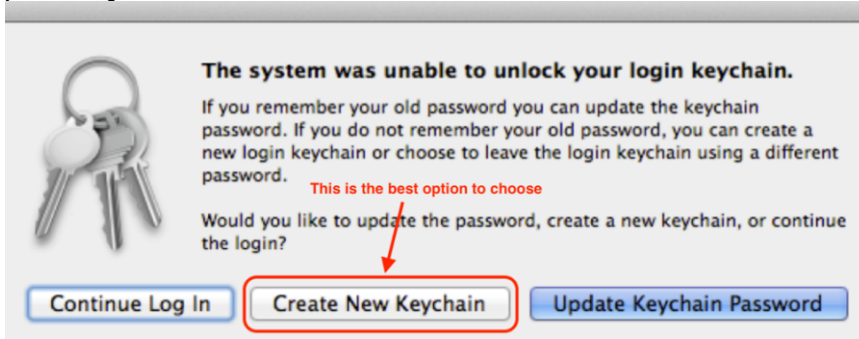 The system was unable to unlock your login keychain.
If you remember your old password you can update the keychain
password. If you do not remember your old password, you can create a
new login keychain or choose to leave the login keychain using a different
password.
This is the best option to choose
Would you like to update the password, create a new keychain, or continue
the login?
Continue Log In
Create New Keychain
Update Keychain Password